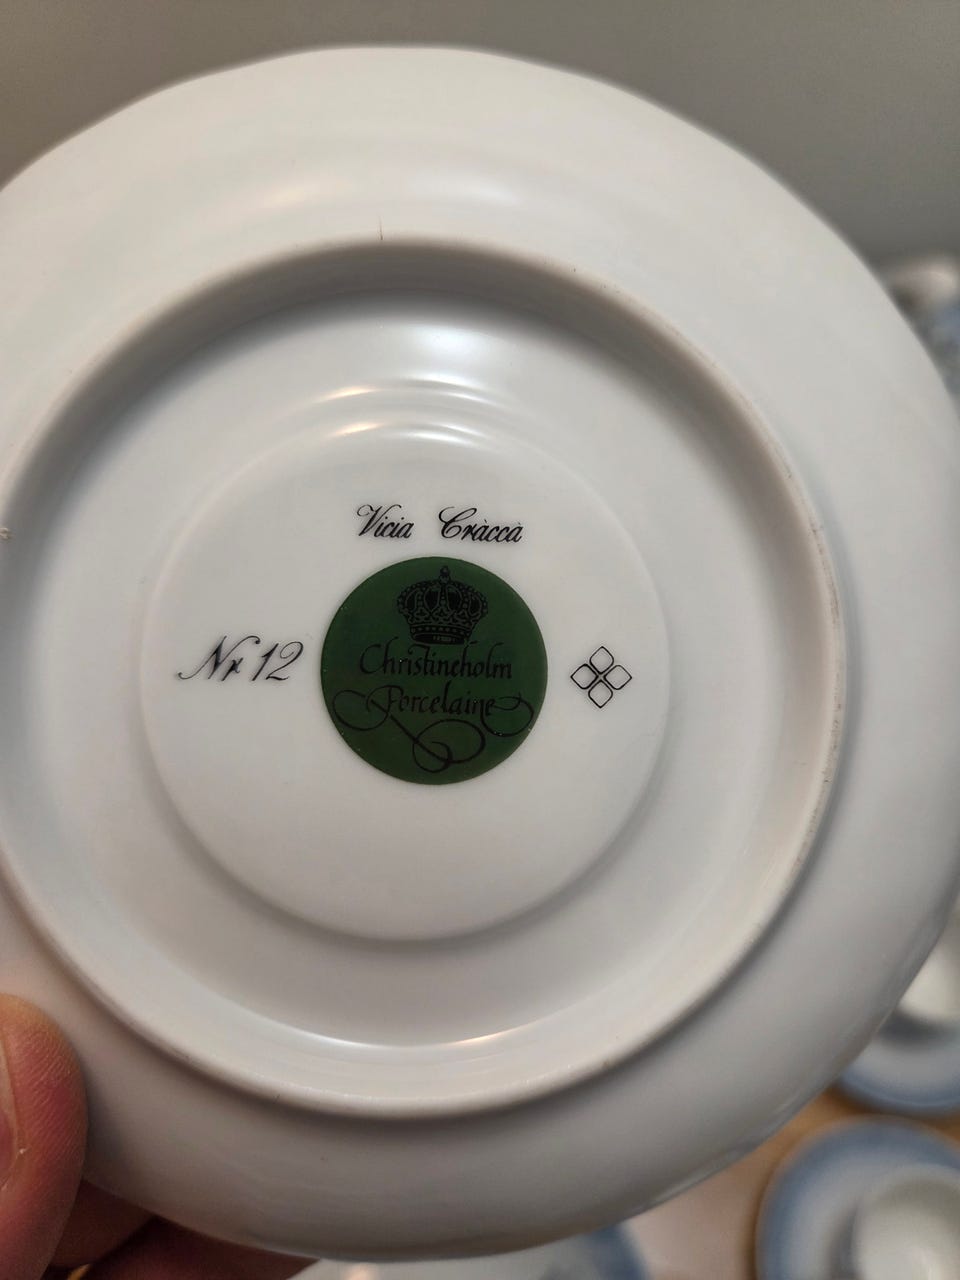 Vicia Cràccà
Nr 12
Christineholm
Porcelaine